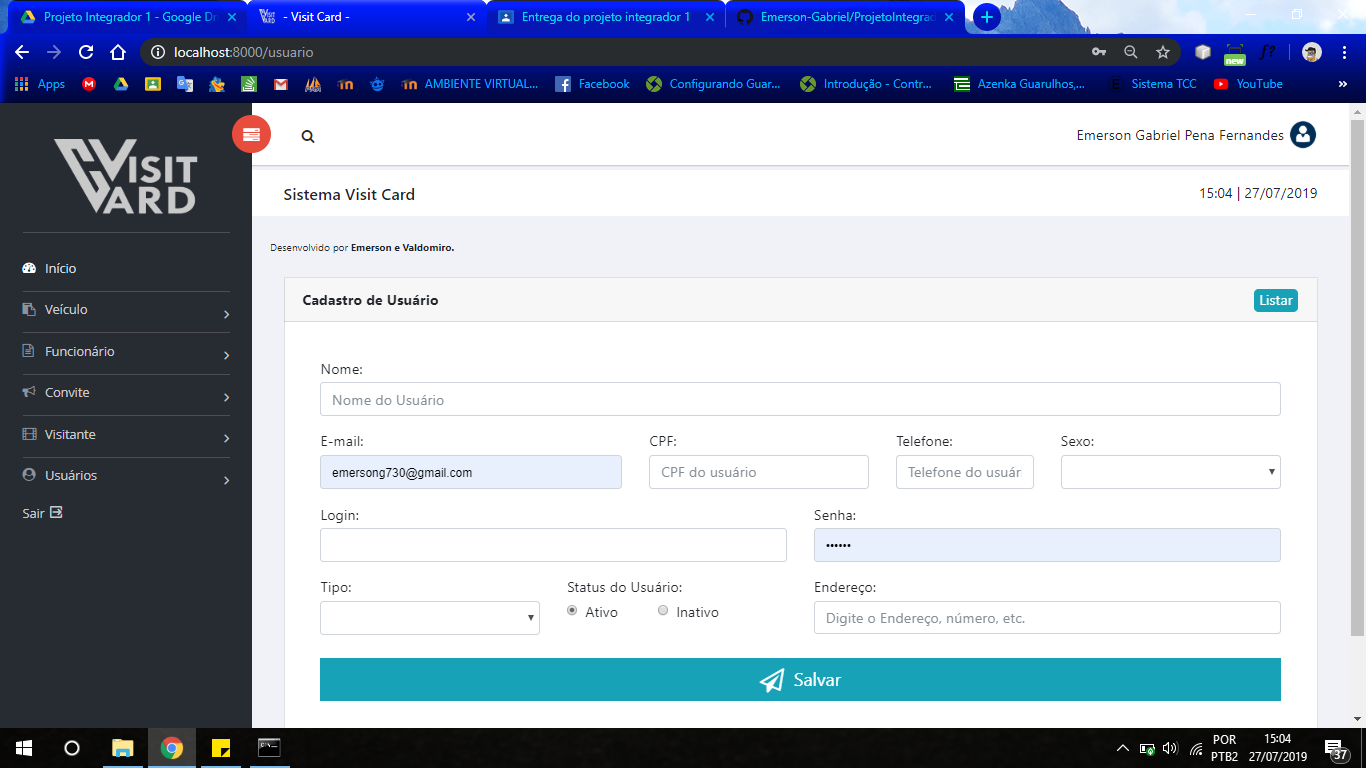 Projeto Integrador 1 - Google Dr
- Visit Card -
Entrega do projeto integrador 1
Emerson-Gabriel/ProjetoIntegrad
localhost:8000/usuario
new
f?
Apps
AMBIENTE VIRTUAL...
Facebook
Configurando Guar...
Introdução - Contr...
Azenka Guarulhos,...
Sistema TCC
YouTube
»
VISIT CARD
Emerson Gabriel Pena Fernandes
Sistema Visit Card
15:04 | 27/07/2019
Desenvolvido por Emerson e Valdomiro.
Início
Veículo
Funcionário
Convite
Visitante
Usuários
Sair
Cadastro de Usuário
Listar
Nome:
Nome do Usuário
E-mail:
CPF:
Telefone:
Sexo:
emersong730@gmail.com
CPF do usuário
Telefone do usuár
Login:
Senha:
••••••
Tipo:
Status do Usuário:
Endereço:
Ativo
Inativo
Digite o Endereço, número, etc.
Salvar
POR
PTB2
15:04
27/07/2019
37